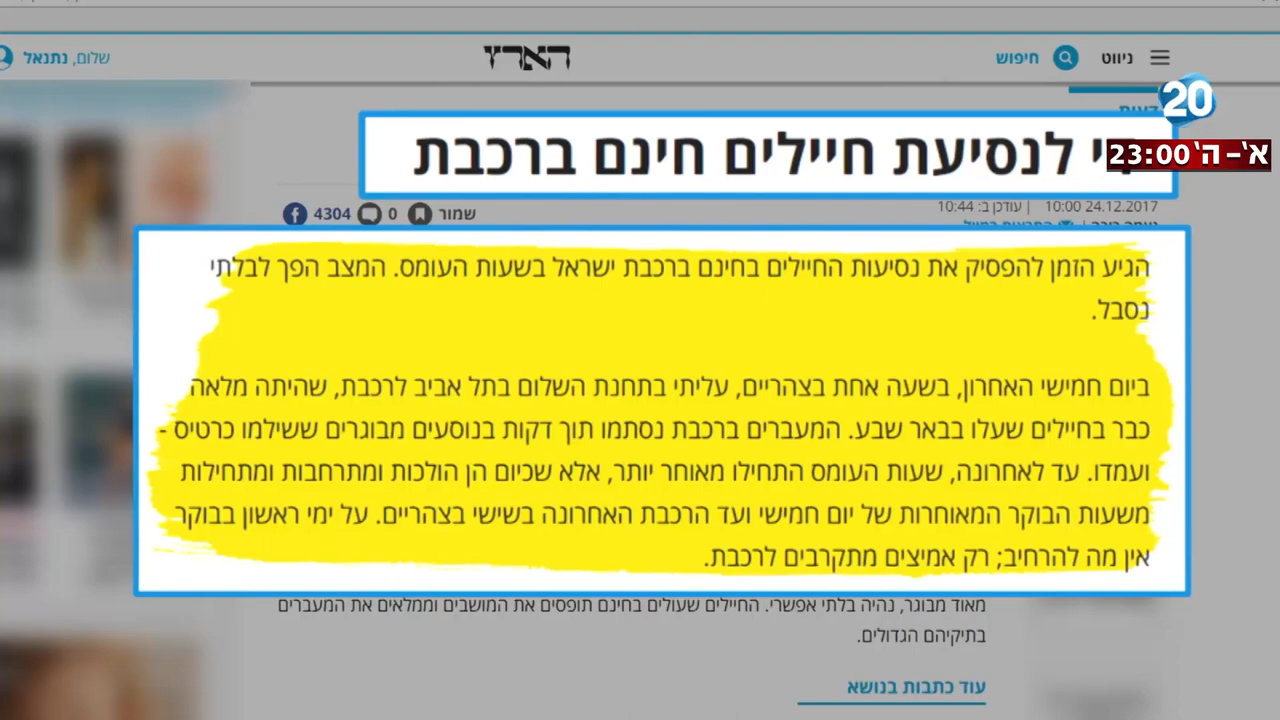 ניווט
חיפוש
הארץ
שלום, נתנאל
20
א'-ה' 23:00
לנסיעת חיילים חינם ברכבת
24.12.2017 10:00 | עודכן ב: 10:44
שמור 0 4304
הגיע הזמן להפסיק את נסיעות החיילים בחינם ברכבת ישראל בשעות העומס. המצב הפך לבלתי
נסבל.
ביום חמישי האחרון, בשעה אחת בצהריים, עליתי בתחנת השלום בתל אביב לרכבת, שהיתה מלאה
כבר בחיילים שעלו בבאר שבע. המעברים ברכבת נסתמו תוך דקות בנוסעים מבוגרים ששילמו כרטיס -
ועמדו. עד לאחרונה, שעות העומס התחילו מאוחר יותר, אלא שכיום הן הולכות ומתרחבות ומתחילות
משעות הבוקר המאוחרות של יום חמישי ועד הרכבת האחרונה בשישי בצהריים. על ימי ראשון בבוקר
אין מה להרחיב; רק אמיצים מתקרבים לרכבת.
מאוד מבוגר, נהיה בלתי אפשרי. החיילים שעולים בחינם תופסים את המושבים וממלאים את המעברים
בתיקיהם הגדולים.
עוד כתבות בנושא